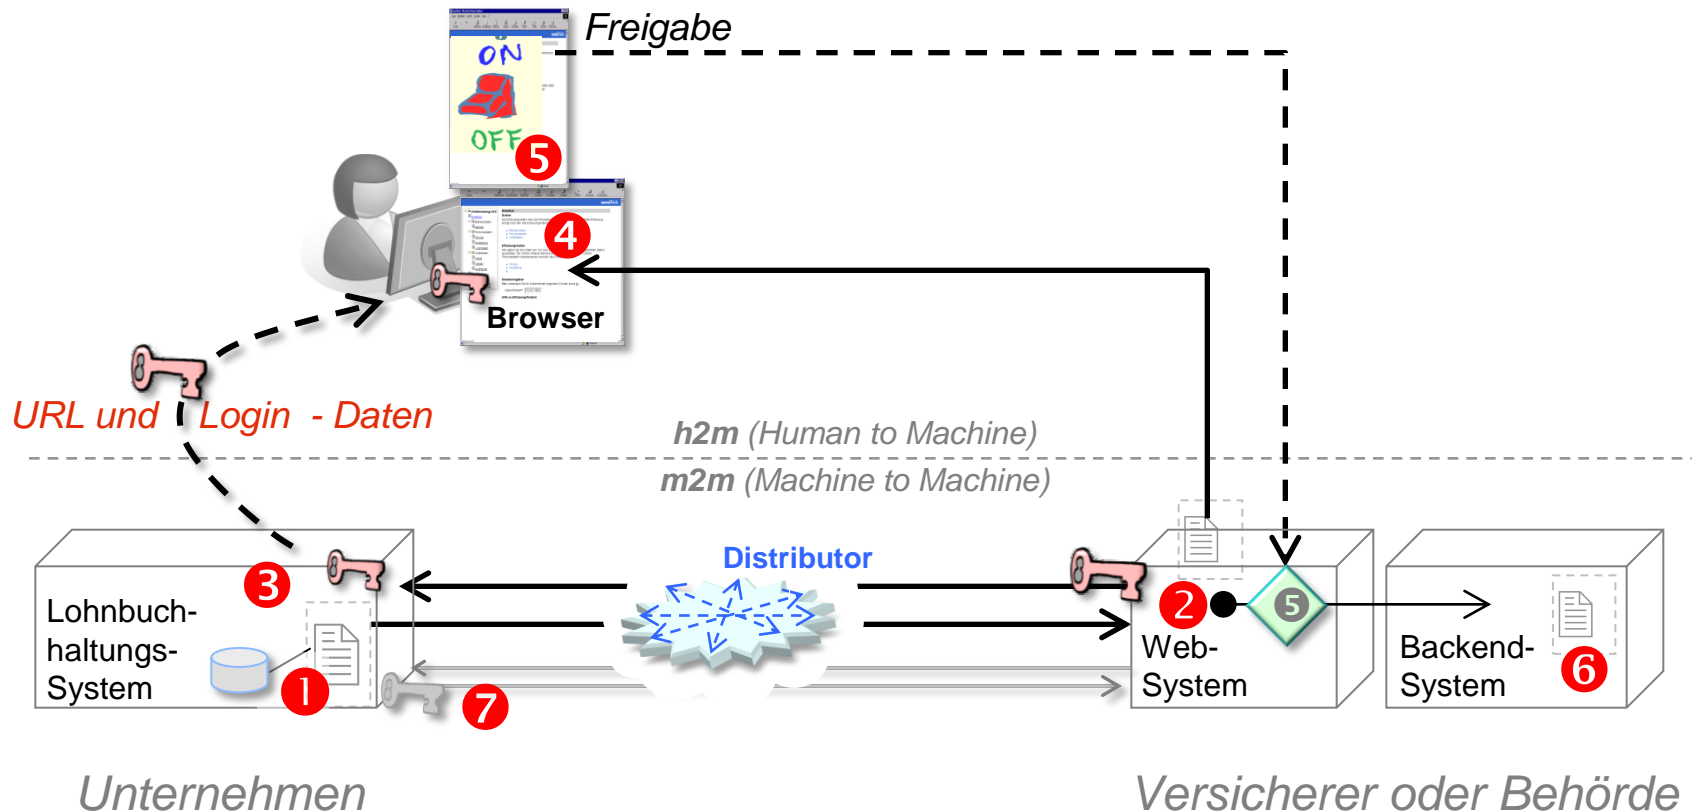 Freigabe
ON
OFF
5
4
Browser
URL und Login - Daten
h2m (Human to Machine)
m2m (Machine to Machine)
Distributor
3
2
5
Lohnbuch-
haltungs-
System
1
Web-
System
Backend-
System
6
7
Unternehmen
Versicherer oder Behörde